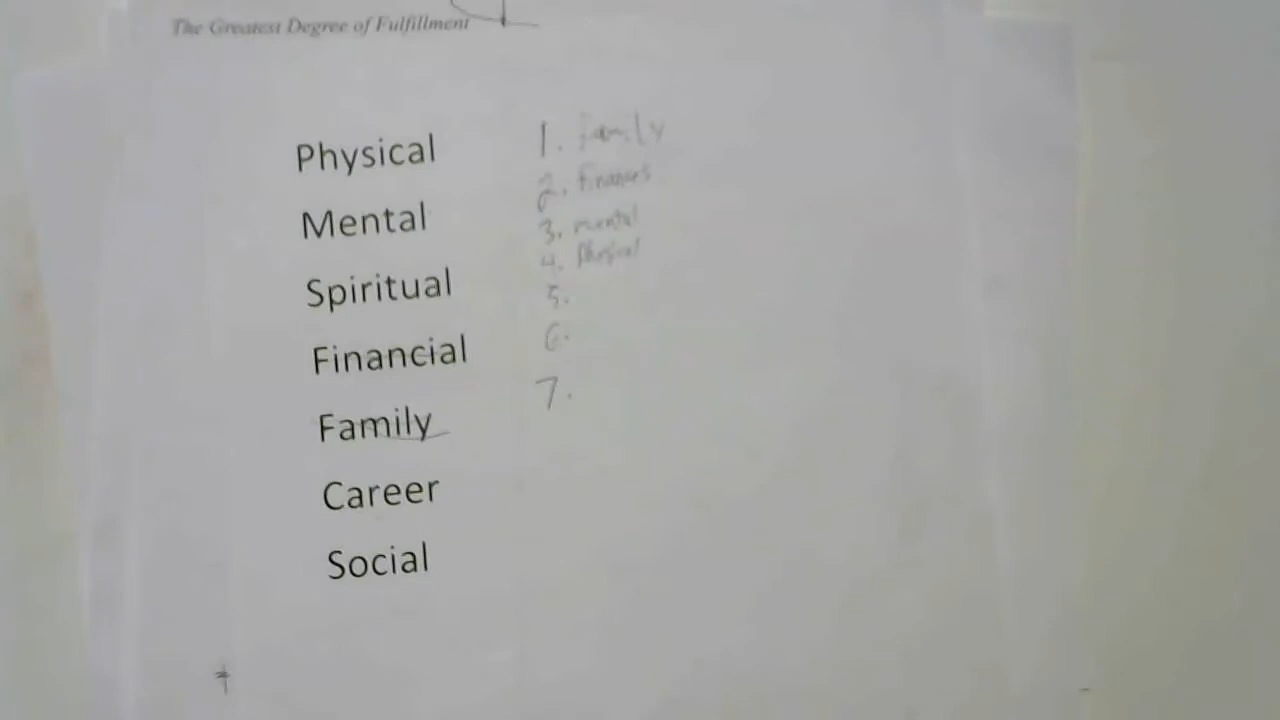 The Greatest Degree of Fulfillment
Physical
Mental
Spiritual
Financial
Family
Career
Social
1. Family
2. Finances
3. mental
4. Physical
5.
6.
7.